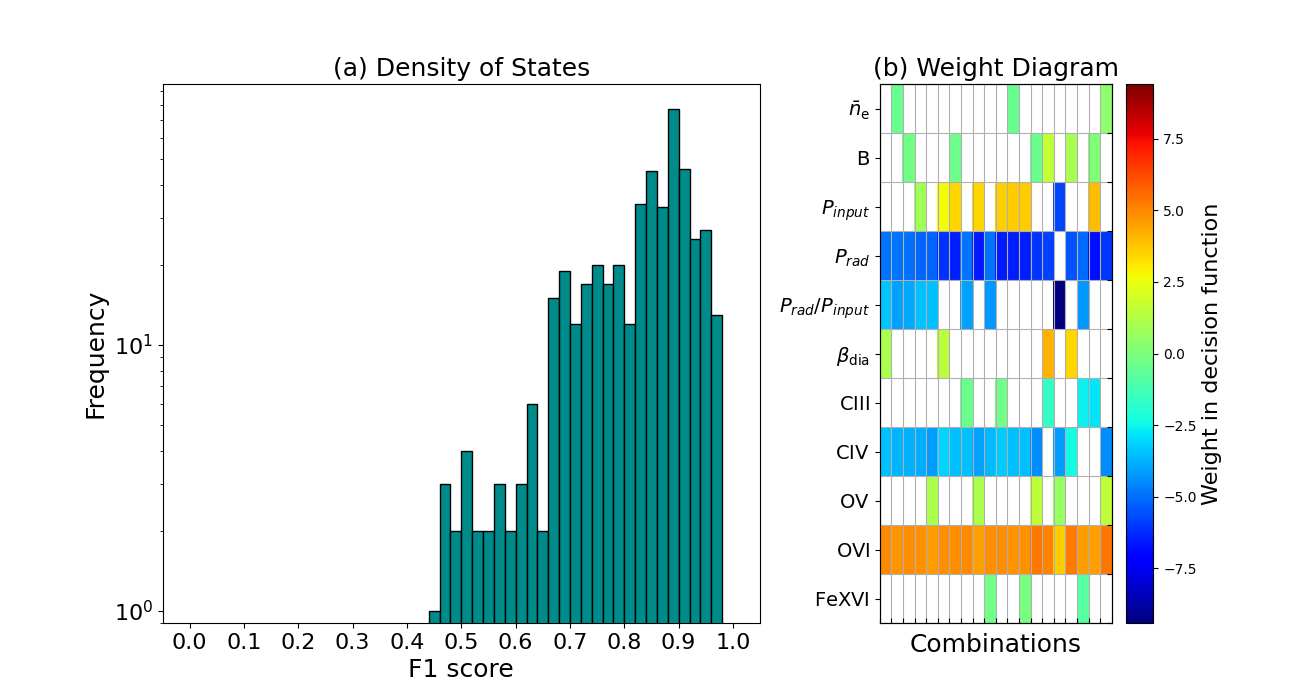 (a) Density of States
Frequency
10¹
10⁰
0.0 0.1 0.2 0.3 0.4 0.5 0.6 0.7 0.8 0.9 1.0
F1 score
(b) Weight Diagram
n̄e
B
Pinput
Prad
Prad/Pinput
βdia
CIII
CIV
OV
OVI
FeXVI
Combinations
7.5
5.0
2.5
0.0
−2.5
−5.0
−7.5
Weight in decision function